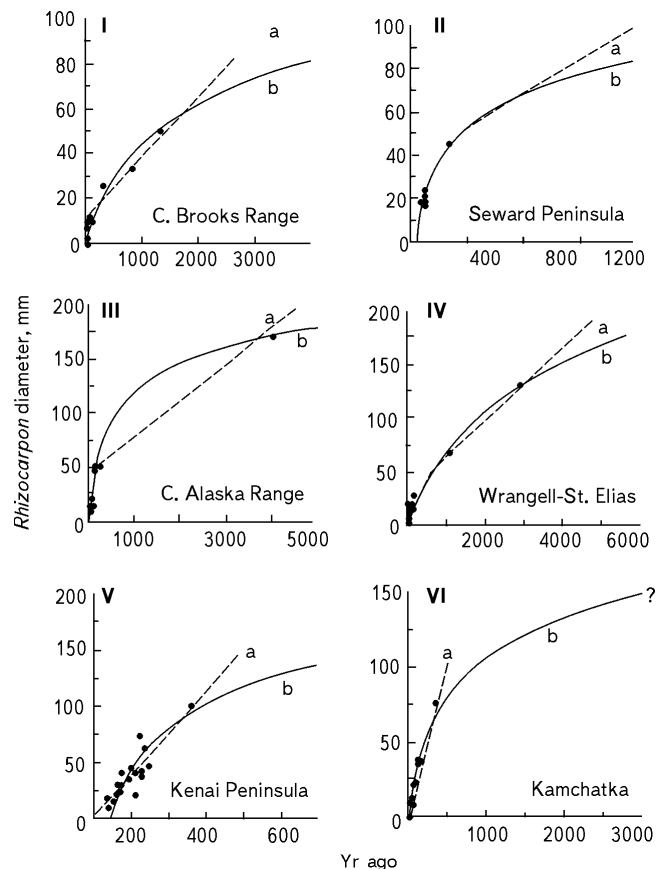 I
II
100
80
60
40
20
0
a
b
C. Brooks Range
1000
2000
3000
100
80
60
40
20
0
a
b
Seward Peninsula
400
800
1200
III
IV
200
150
100
50
0
a
b
C. Alaska Range
1000
3000
5000
200
150
100
50
0
a
b
Wrangell-St. Elias
2000
4000
6000
Rhizocarpon diameter, mm
V
VI
200
150
100
50
0
a
b
Kenai Peninsula
200
400
600
150
100
50
0
a
b
?
Kamchatka
1000
2000
3000
Yr ago